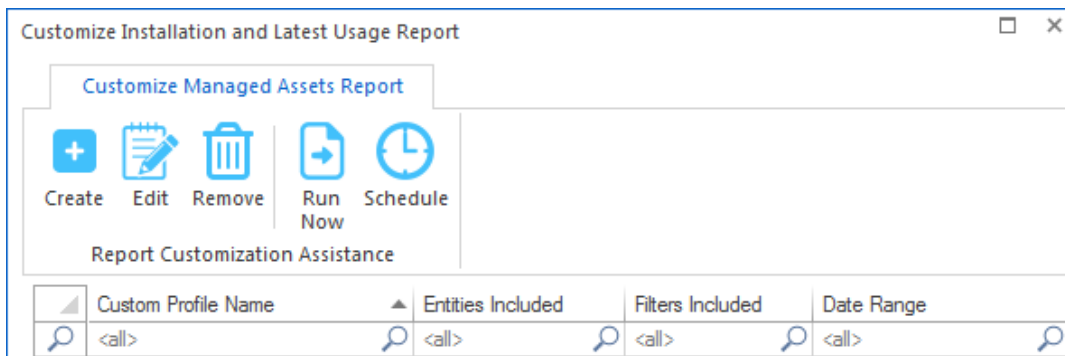 Customize Installation and Latest Usage Report
Customize Managed Assets Report
Create Edit Remove Run Now Schedule
Report Customization Assistance
Custom Profile Name Entities Included Filters Included Date Range
<all> <all> <all> <all>